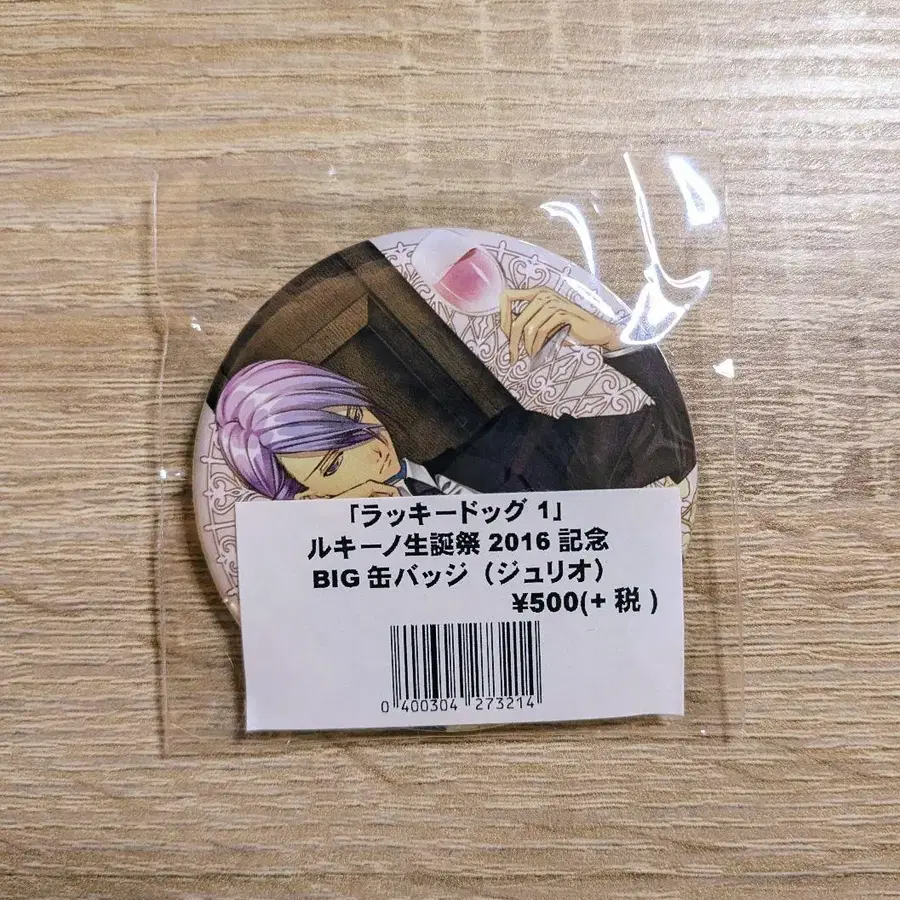 「ラッキードッグ 1」
ルキーノ生誕祭 2016 記念
BIG 缶バッジ（ジュリオ）
¥500(+ 税 )
0 400304 273214